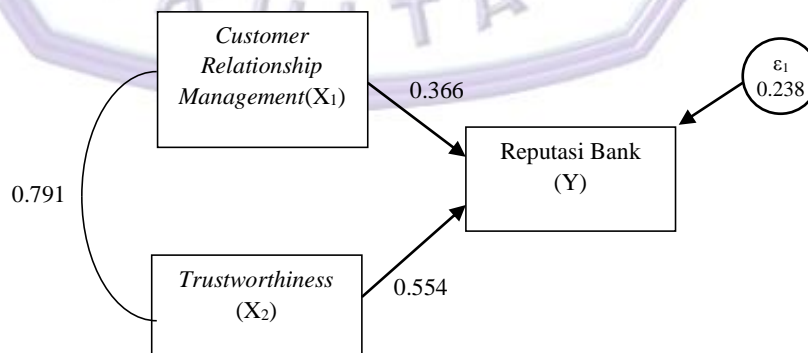 Customer
Relationship
Management(X₁)
ε₁
0.238
0.366
Reputasi Bank
(Y)
0.791
Trustworthiness
(X₂)
0.554